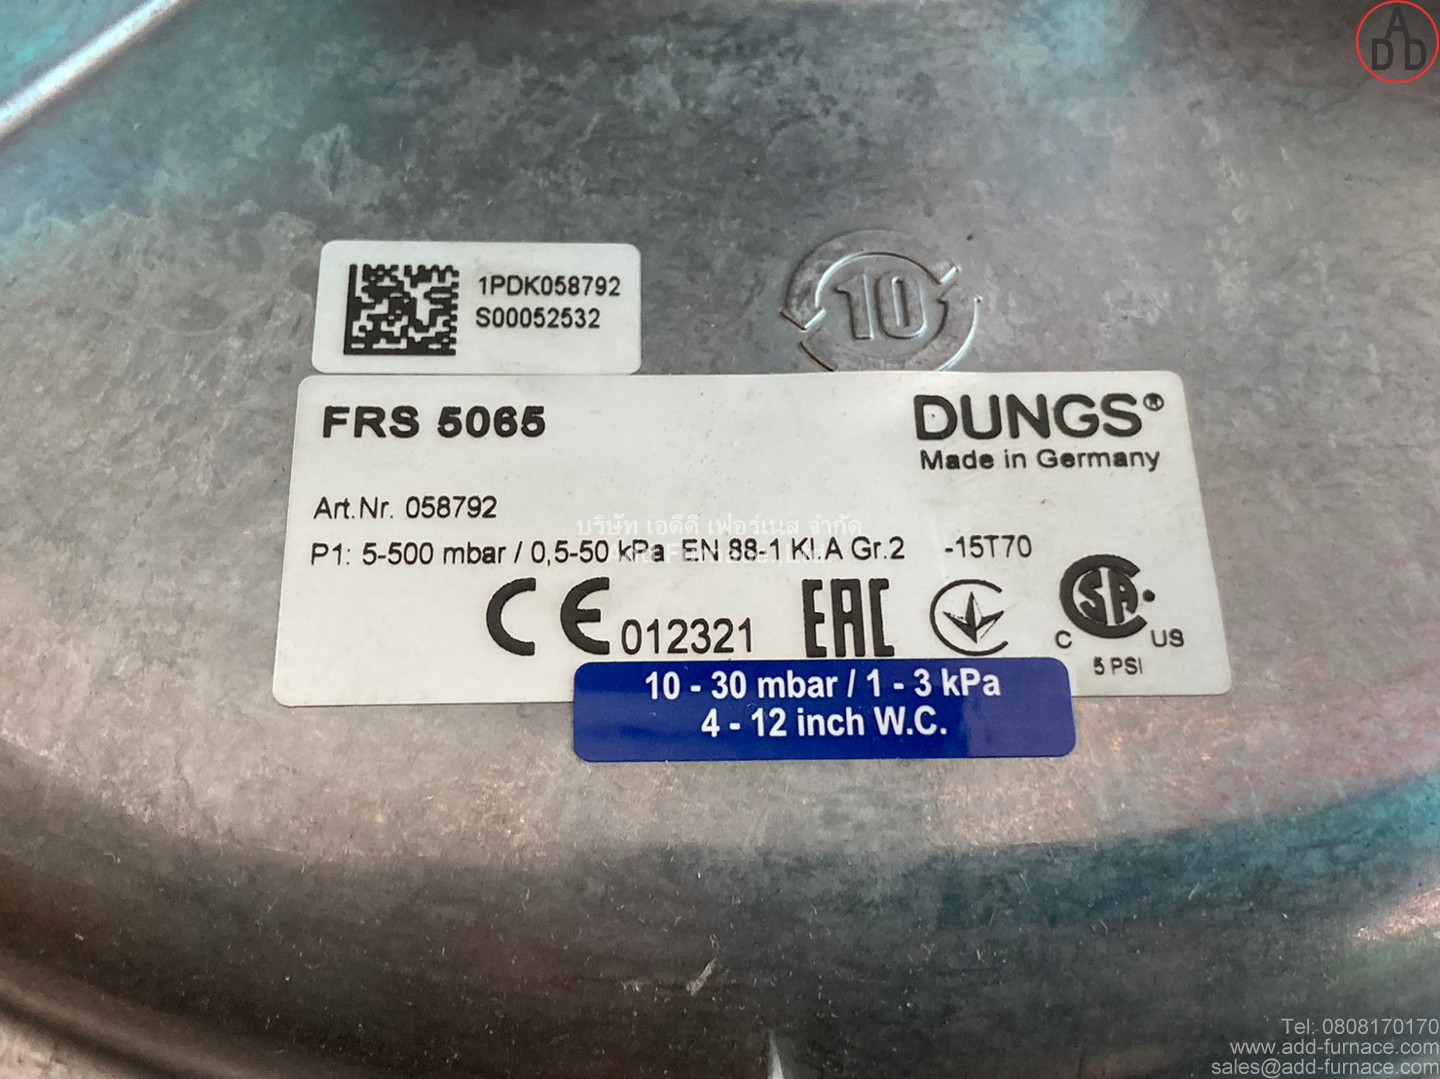 ADD
1PDK058792
S00052532
10
FRS 5065
DUNGS®
Made in Germany
Art.Nr. 058792
บริษัท เอดีดี เฟอร์เนส จำกัด
P1: 5-500 mbar / 0,5-50 kPa EN 88-1 Kl.A Gr.2 -15T70
CE 012321 EAC
CSA
C US
5 PSI
10 - 30 mbar / 1 - 3 kPa
4 - 12 inch W.C.
Tel: 0808170170
www.add-furnace.com
sales@add-furnace.com